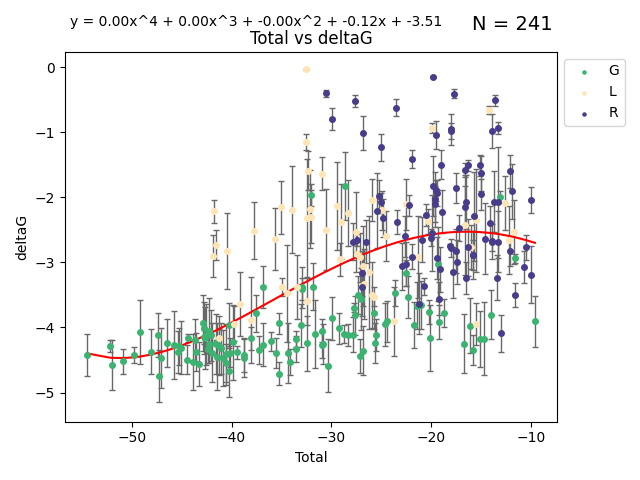 y = 0.00x^4 + 0.00x^3 + -0.00x^2 + -0.12x + -3.51
N = 241
Total vs deltaG
G
L
R
deltaG
0
−1
−2
−3
−4
−5
−50
−40
−30
−20
−10
Total